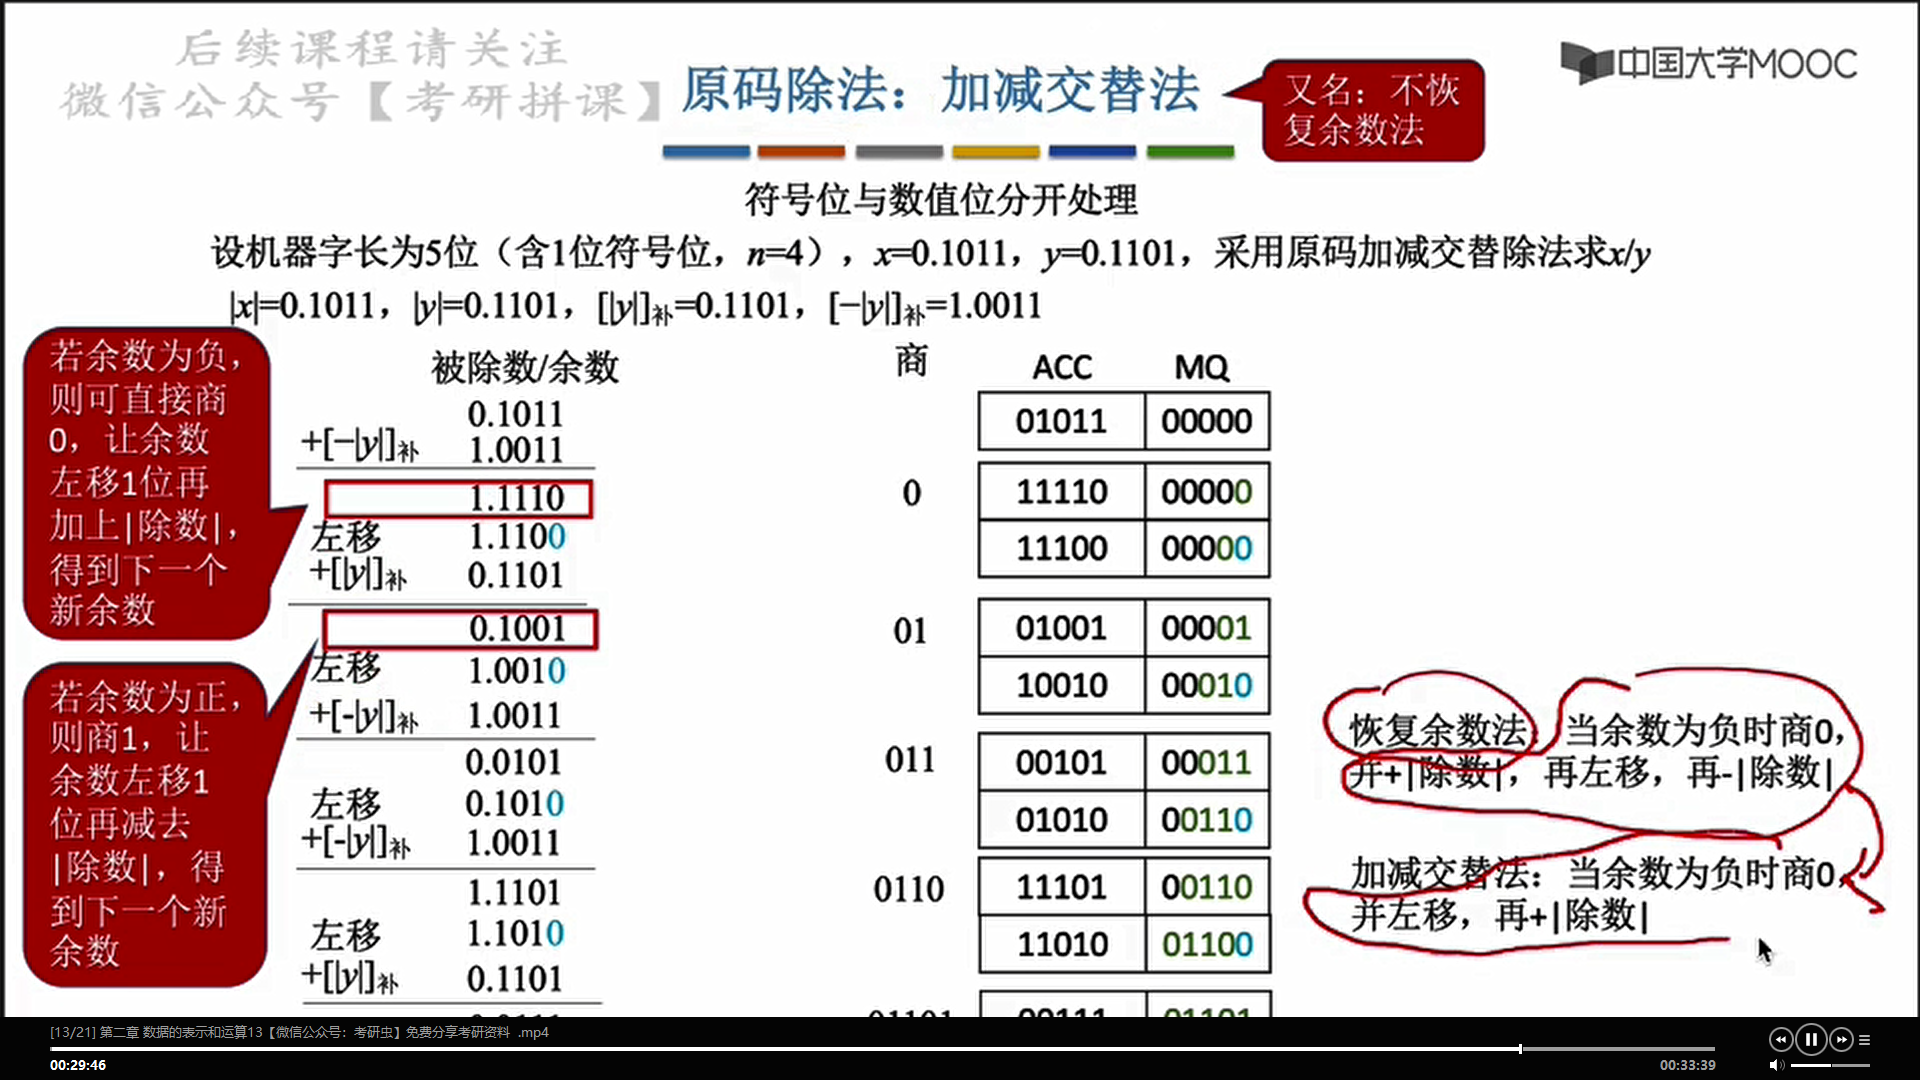 后续课程请关注
微信公众号【考研拼课】
原码除法：加减交替法
又名：不恢
复余数法
中国大学MOOC
符号位与数值位分开处理
设机器字长为5位（含1位符号位，n=4），x=0.1011，y=0.1101，采用原码加减交替除法求x/y
|x|=0.1011，|y|=0.1101，[|y|]补=0.1101，[−|y|]补=1.0011
若余数为负，
则可直接商
0，让余数
左移1位再
加上|除数|，
得到下一个
新余数
若余数为正，
则商1，让
余数左移1
位再减去
|除数|，得
到下一个新
余数
被除数/余数
0.1011
+[−|y|]补 1.0011
1.1110
左移 1.1100
+[|y|]补 0.1101
0.1001
左移 1.0010
+[-|y|]补 1.0011
0.0101
左移 0.1010
+[-|y|]补 1.0011
1.1101
左移 1.1010
+[|y|]补 0.1101
商 ACC MQ
01011 00000
0 11110 00000
11100 00000
01 01001 00001
10010 00010
011 00101 00011
01010 00110
0110 11101 00110
11010 01100
01101 00111 01101
恢复余数法：当余数为负时商0，
并+|除数|，再左移，再-|除数|
加减交替法：当余数为负时商0，
并左移，再+|除数|
[13/21] 第二章 数据的表示和运算13【微信公众号：考研虫】免费分享考研资料 .mp4
00:29:46
00:33:39